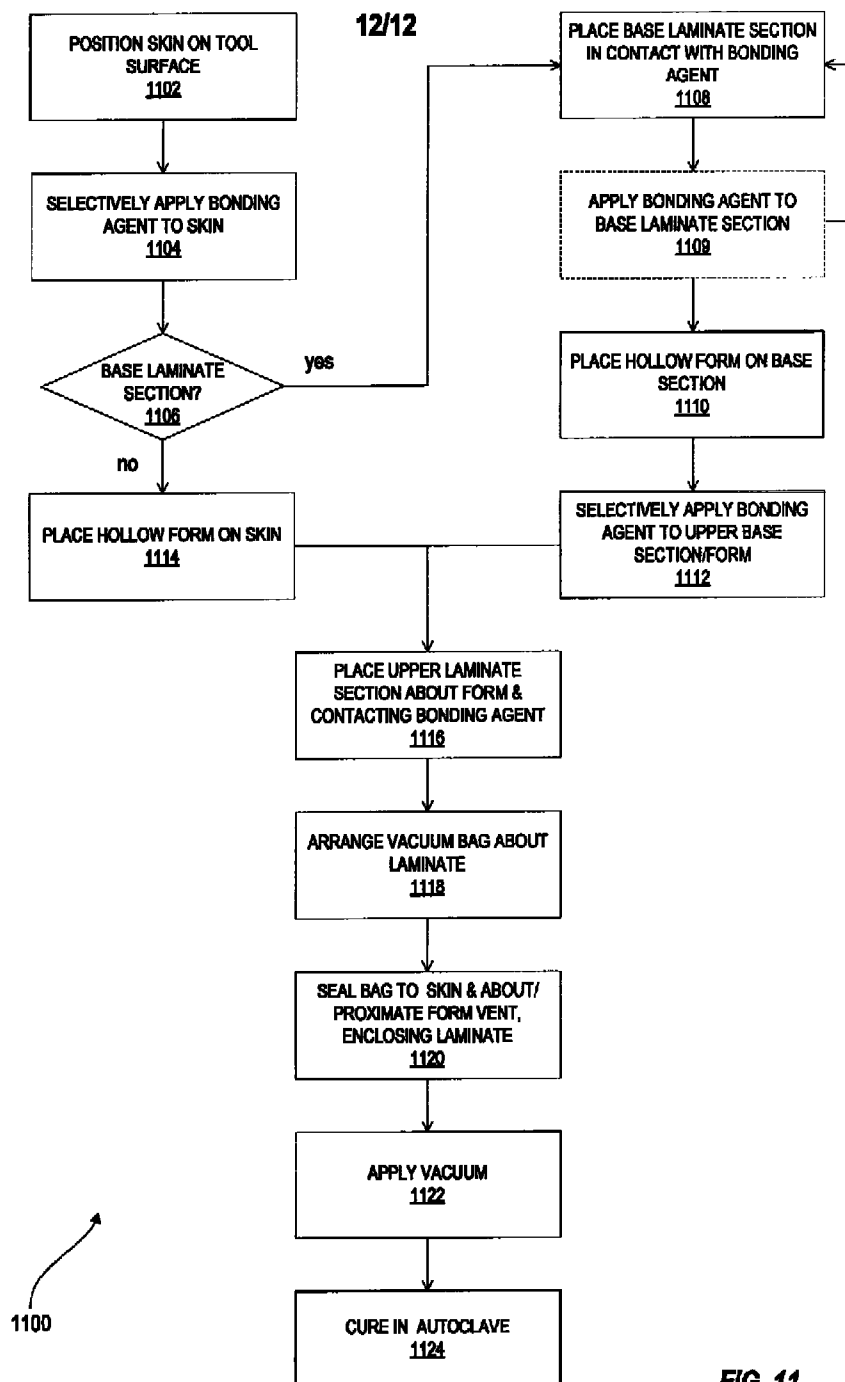 12/12
POSITION SKIN ON TOOL
SURFACE
1102
SELECTIVELY APPLY BONDING
AGENT TO SKIN
1104
BASE LAMINATE
SECTION?
1106
yes
no
PLACE HOLLOW FORM ON SKIN
1114
PLACE BASE LAMINATE SECTION
IN CONTACT WITH BONDING
AGENT
1108
APPLY BONDING AGENT TO
BASE LAMINATE SECTION
1109
PLACE HOLLOW FORM ON BASE
SECTION
1110
SELECTIVELY APPLY BONDING
AGENT TO UPPER BASE
SECTION/FORM
1112
PLACE UPPER LAMINATE
SECTION ABOUT FORM &
CONTACTING BONDING AGENT
1116
ARRANGE VACUUM BAG ABOUT
LAMINATE
1118
SEAL BAG TO SKIN & ABOUT/
PROXIMATE FORM VENT,
ENCLOSING LAMINATE
1120
APPLY VACUUM
1122
CURE IN AUTOCLAVE
1124
1100
FIG. 11